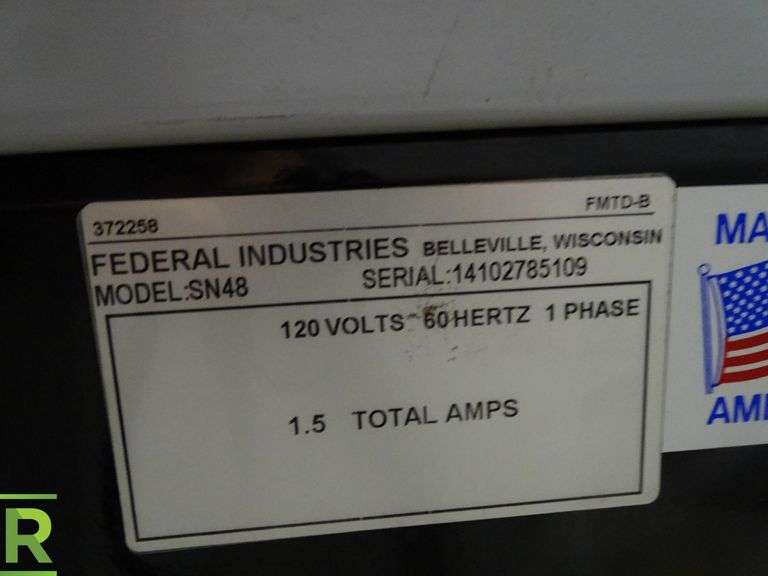 372258 FMTD-B
FEDERAL INDUSTRIES BELLEVILLE, WISCONSIN
MODEL:SN48 SERIAL:14102785109
120 VOLTS 60 HERTZ 1 PHASE
1.5 TOTAL AMPS
MA
AM
R